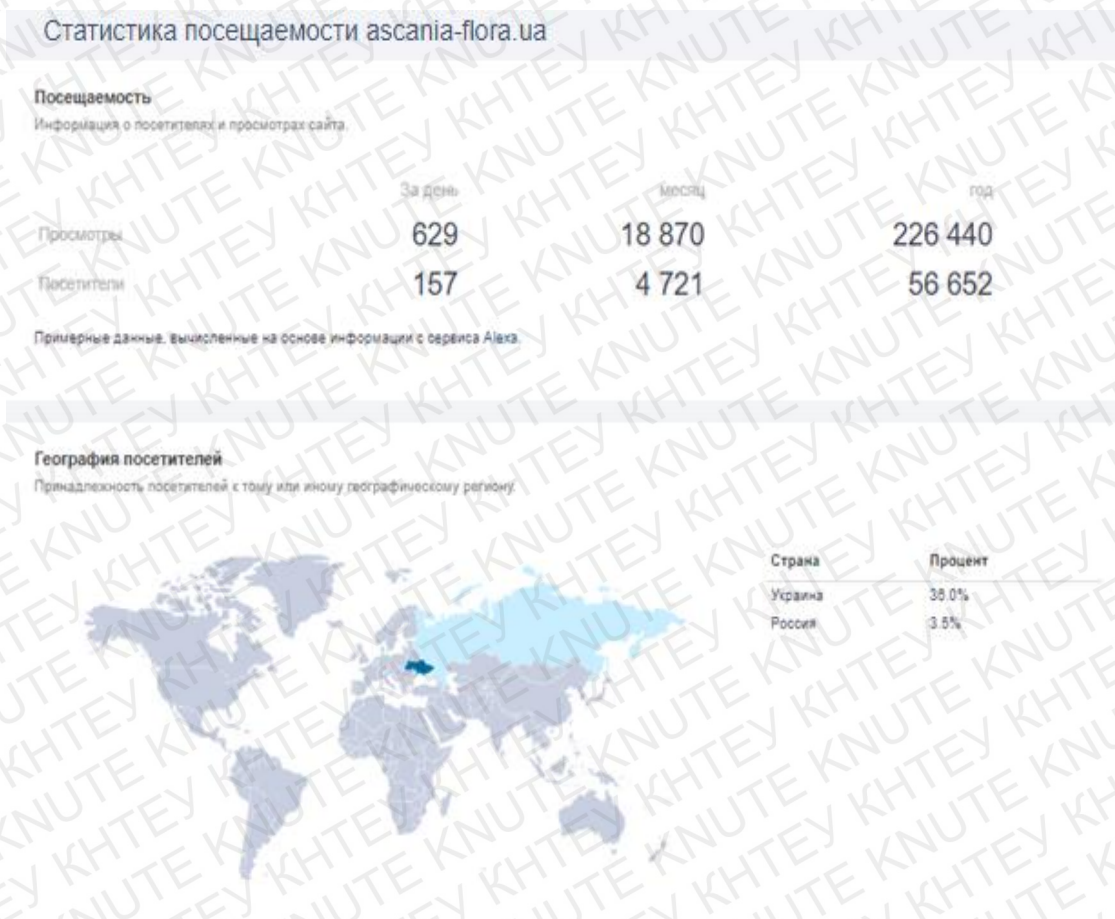 Статистика посещаемости ascania-flora.ua
Посещаемость
Информация о посетителях и просмотрах сайта.
За день месяц год
Просмотры 629 18 870 226 440
Посетители 157 4 721 56 652
Примерные данные, вычисленные на основе информации с сервиса Alexa.
География посетителей
Принадлежность посетителей к тому или иному географическому региону.
Страна Процент
Украина
Россия 3.5%
KNUTE КНТЕУ